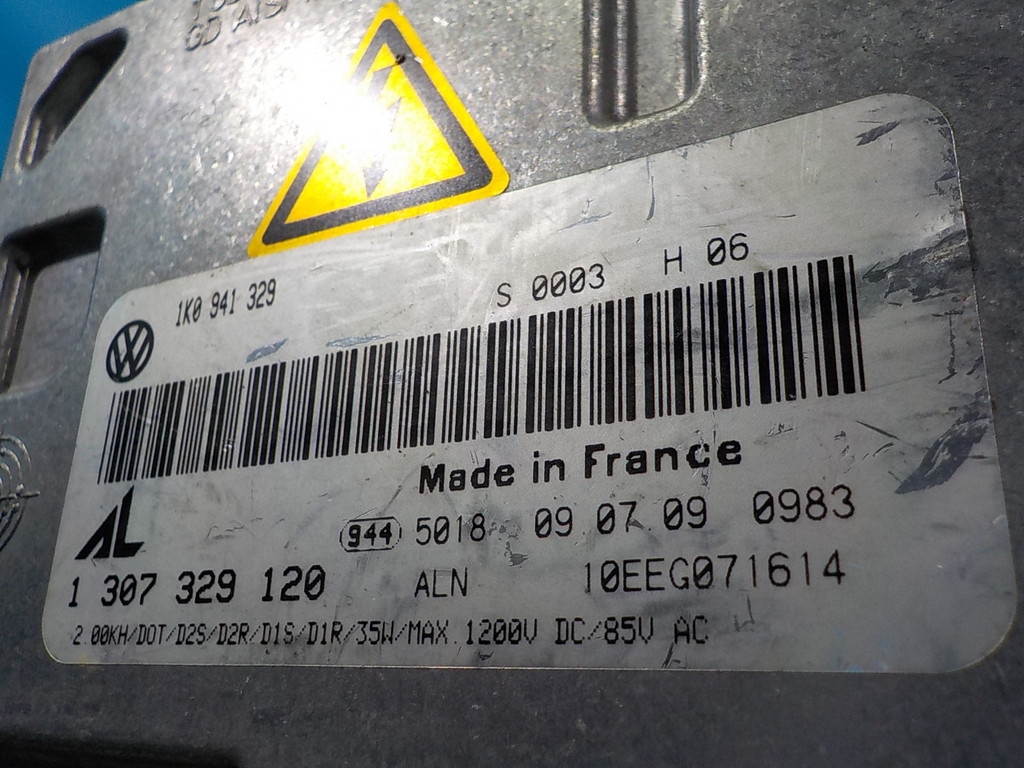 1K0 941 329
S 0003 H 06
Made in France
944 5018 09 07 09 0983
AL
1 307 329 120 ALN 10EEG071614
2.00KH/DOT/D2S/D2R/D1S/D1R/35W/MAX.1200V DC/85V AC